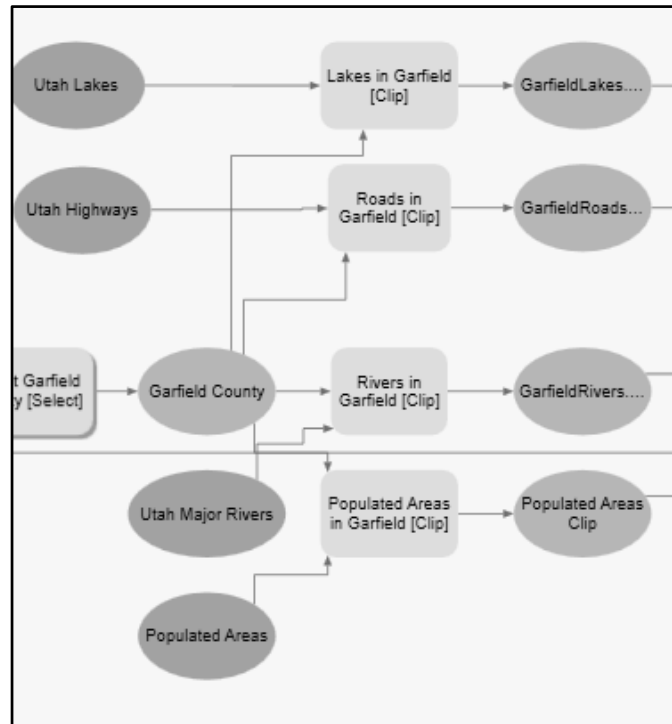 Utah Lakes
Lakes in Garfield
[Clip]
GarfieldLakes....
Utah Highways
Roads in
Garfield [Clip]
GarfieldRoads...
t Garfield
y [Select]
Garfield County
Rivers in
Garfield [Clip]
GarfieldRivers....
Utah Major Rivers
Populated Areas
in Garfield [Clip]
Populated Areas
Clip
Populated Areas